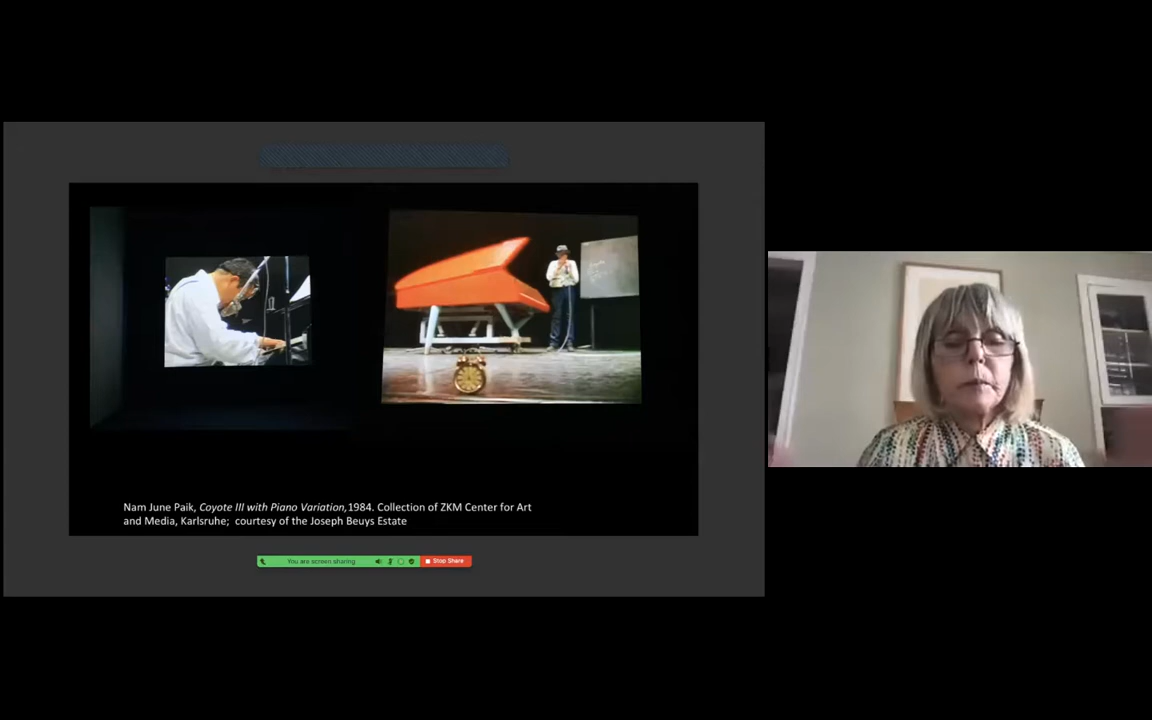 Nam June Paik, Coyote III with Piano Variation,1984. Collection of ZKM Center for Art
and Media, Karlsruhe;  courtesy of the Joseph Beuys Estate
You are screen sharing
Stop Share